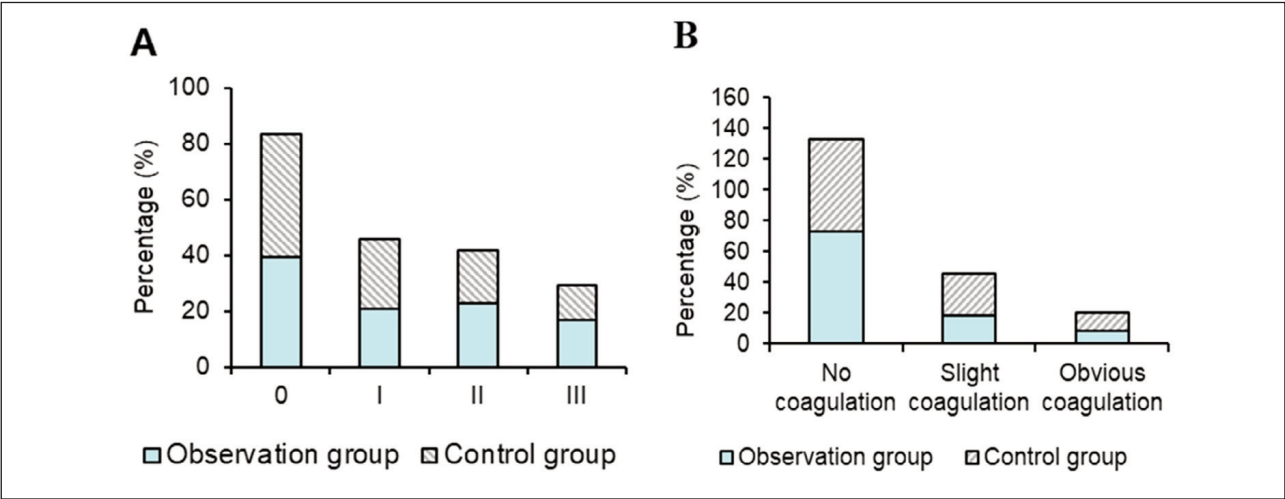 A
Percentage (%)
100
80
60
40
20
0
0 I II III
Observation group Control group
B
Percentage (%)
160
140
120
100
80
60
40
20
0
No Slight Obvious
coagulation coagulation coagulation
Observation group Control group